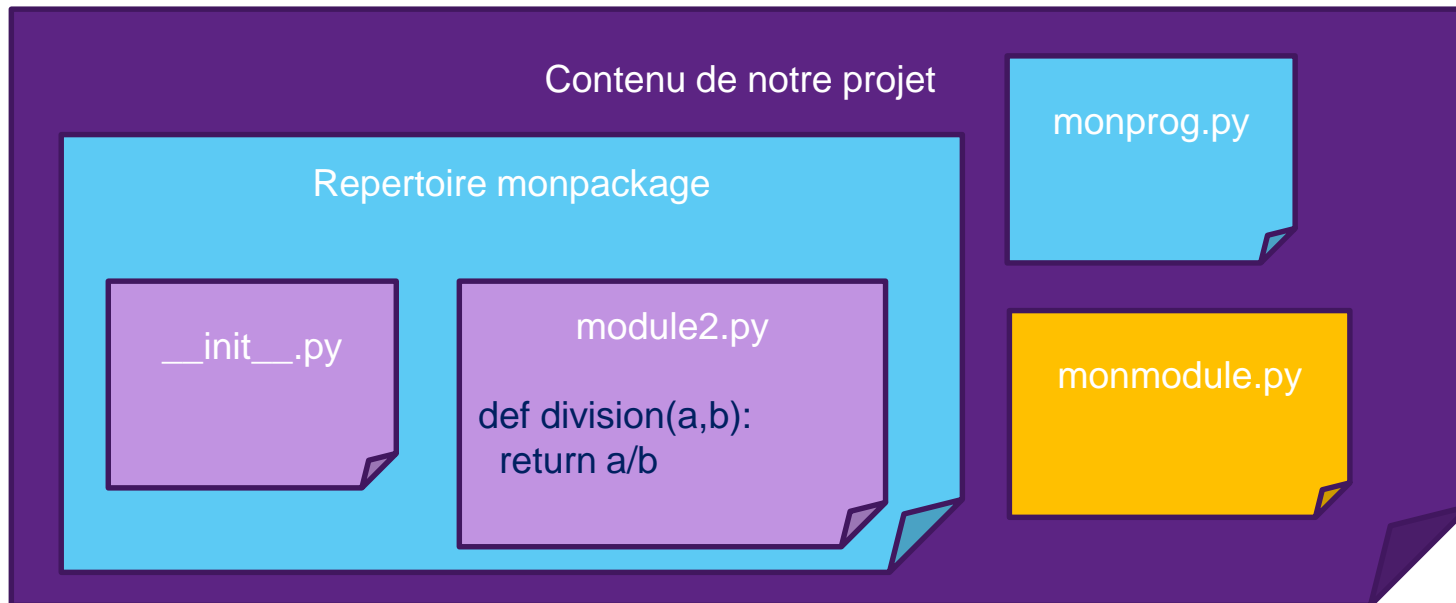 Contenu de notre projet
monprog.py
Repertoire monpackage
__init__.py
module2.py
def division(a,b):
  return a/b
monmodule.py